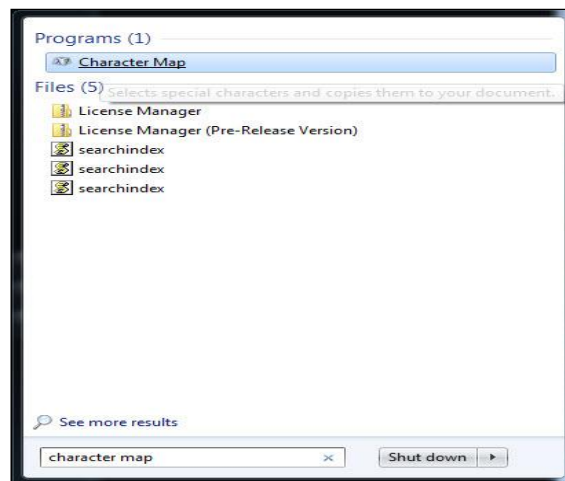 Programs (1)
Character Map
Files (5)
Selects special characters and copies them to your document.
License Manager
License Manager (Pre-Release Version)
searchindex
searchindex
searchindex
See more results
character map
Shut down